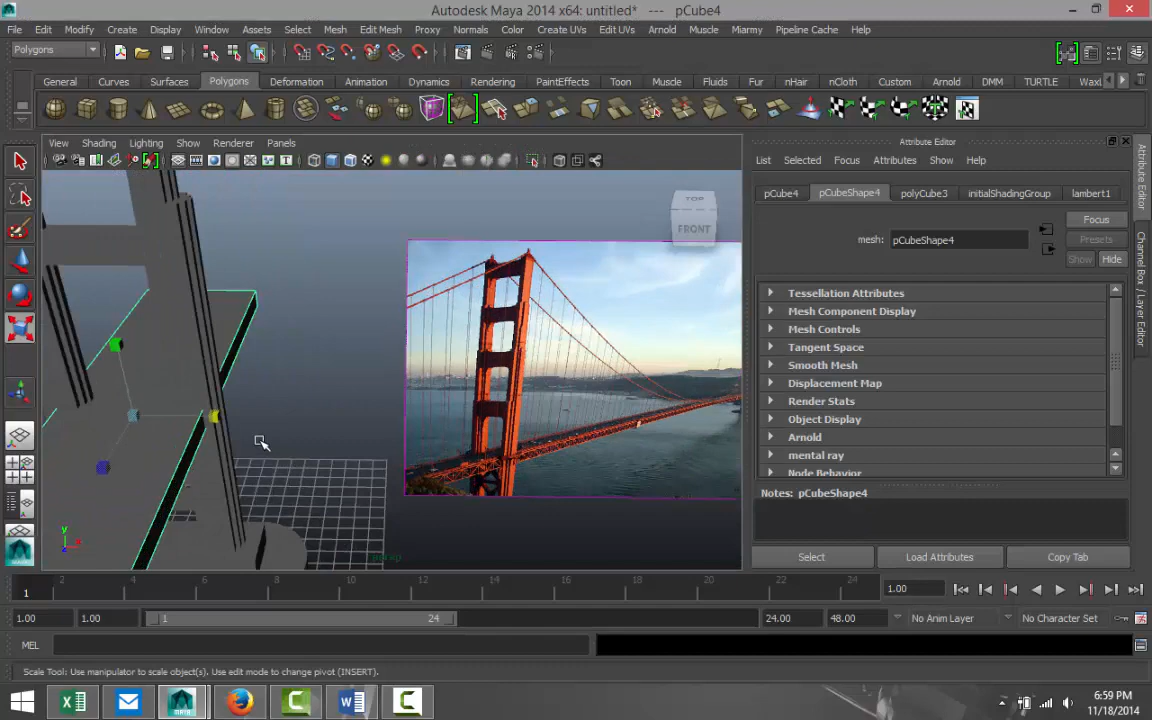 Autodesk Maya 2014 x64: untitled* --- pCube4
File Edit Modify Create Display Window Assets Select Mesh Edit Mesh Proxy Normals Color Create UVs Edit UVs Arnold Muscle Miarmy Pipeline Cache Help
Polygons
General Curves Surfaces Polygons Deformation Animation Dynamics Rendering PaintEffects Toon Muscle Fluids Fur nHair nCloth Custom Arnold DMM TURTLE Waxl
View Shading Lighting Show Renderer Panels
Attribute Editor
List Selected Focus Attributes Show Help
pCube4 pCubeShape4 polyCube3 initialShadingGroup lambert1
TOP
FRONT
Focus
mesh: pCubeShape4
Presets
Show Hide
Tessellation Attributes
Mesh Component Display
Mesh Controls
Tangent Space
Smooth Mesh
Displacement Map
Render Stats
Object Display
Arnold
mental ray
Node Behavior
Notes: pCubeShape4
Select Load Attributes Copy Tab
Attribute Editor
Channel Box / Layer Editor
y
z x
persp
2 4 6 8 10 12 14 16 18 20 22 24
1
1.00
1.00 1.00 1 24 24.00 48.00 No Anim Layer No Character Set
MEL
Scale Tool: Use manipulator to scale object(s). Use edit mode to change pivot (INSERT).
6:59 PM
11/18/2014